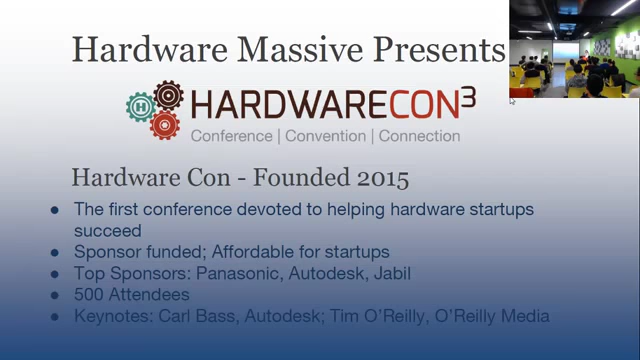 Hardware Massive Presents
H
HARDWARECON³
Conference | Convention | Connection
Hardware Con - Founded 2015
● The first conference devoted to helping hardware startups
succeed
● Sponsor funded; Affordable for startups
● Top Sponsors: Panasonic, Autodesk, Jabil
● 500 Attendees
● Keynotes: Carl Bass, Autodesk; Tim O'Reilly, O'Reilly Media